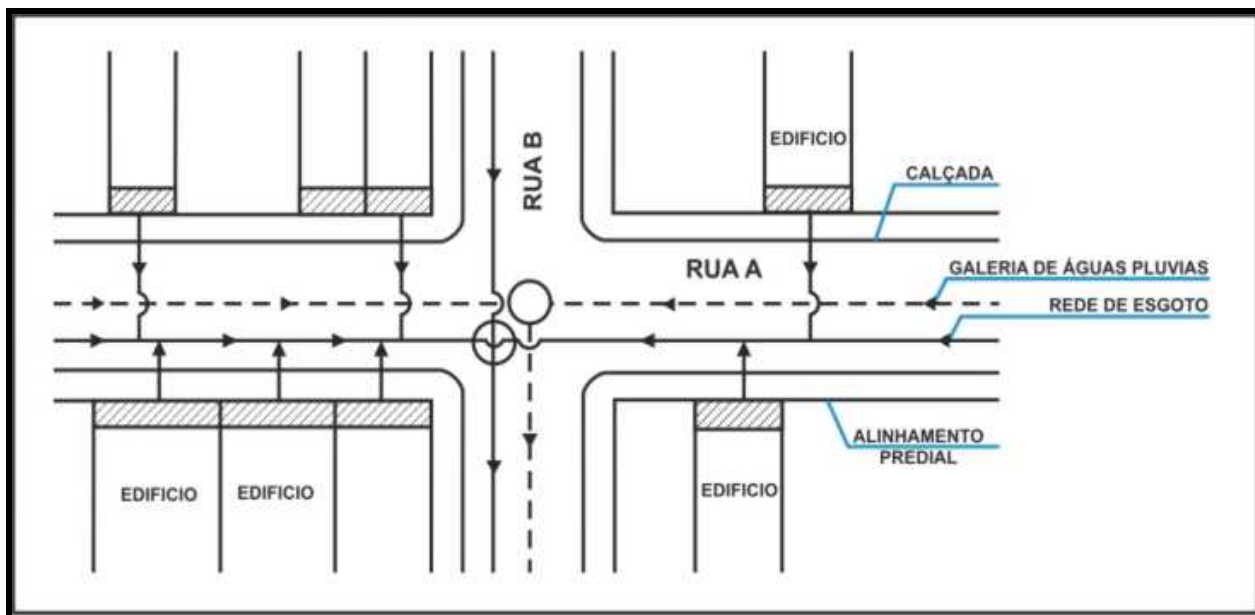 RUA B
EDIFICIO
CALÇADA
RUA A
GALERIA DE ÁGUAS PLUVIAS
REDE DE ESGOTO
ALINHAMENTO
PREDIAL
EDIFICIO
EDIFICIO
EDIFICIO